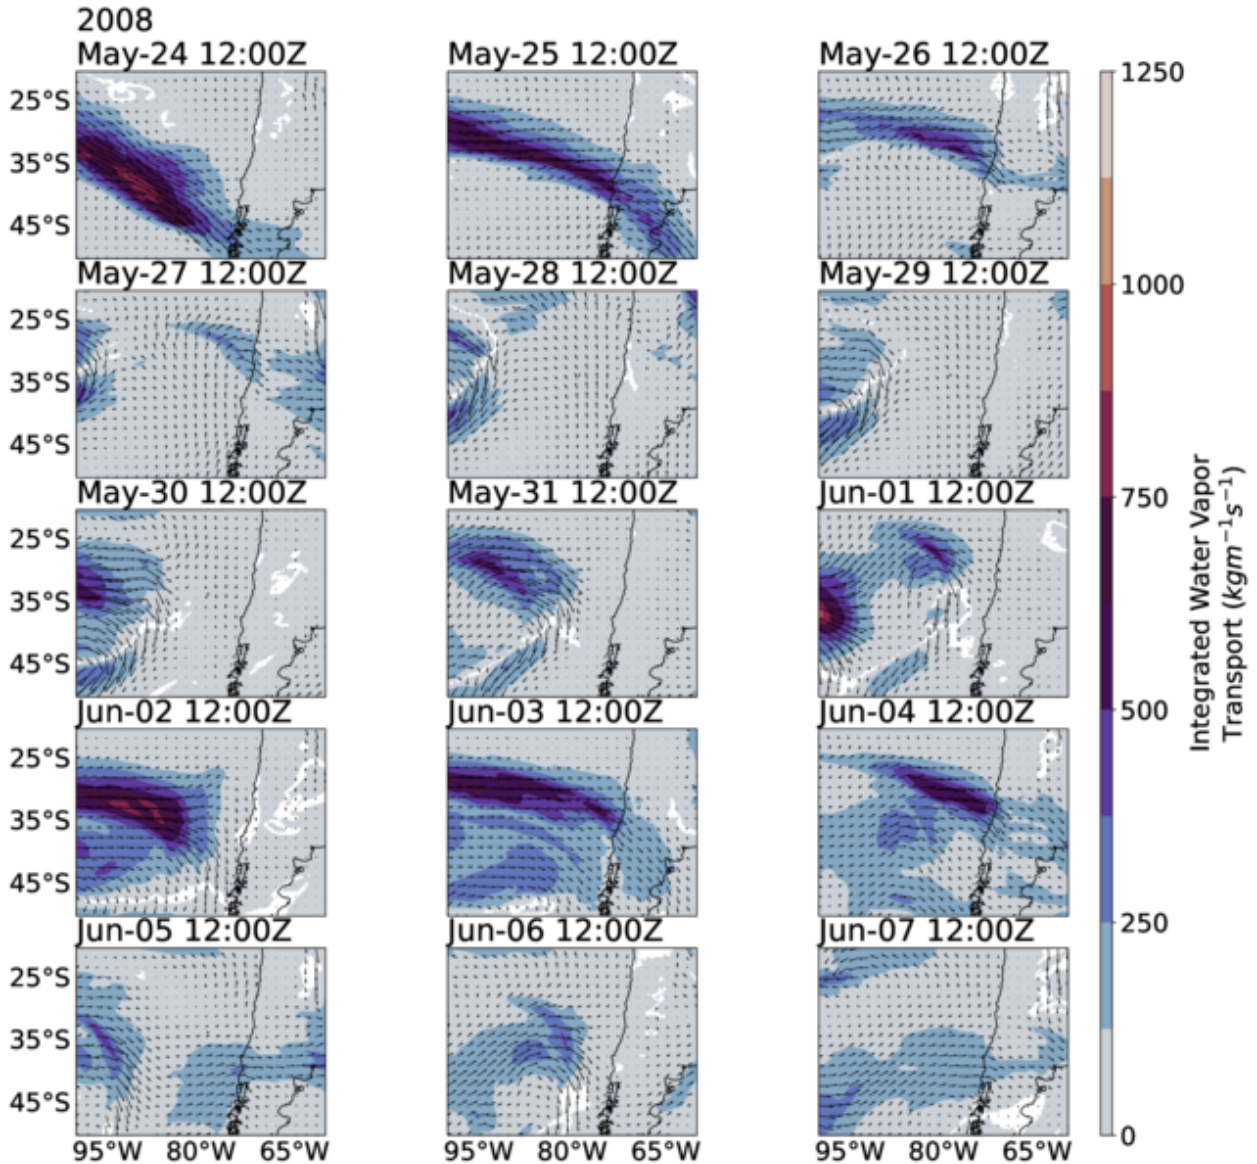 2008
May-24 12:00Z May-25 12:00Z May-26 12:00Z
25°S
35°S
45°S
May-27 12:00Z May-28 12:00Z May-29 12:00Z
25°S
35°S
45°S
May-30 12:00Z May-31 12:00Z Jun-01 12:00Z
25°S
35°S
45°S
Jun-02 12:00Z Jun-03 12:00Z Jun-04 12:00Z
25°S
35°S
45°S
Jun-05 12:00Z Jun-06 12:00Z Jun-07 12:00Z
25°S
35°S
45°S
95°W 80°W 65°W 95°W 80°W 65°W 95°W 80°W 65°W
1250
1000
750
500
250
0
Integrated Water Vapor
Transport (kgm⁻¹s⁻¹)